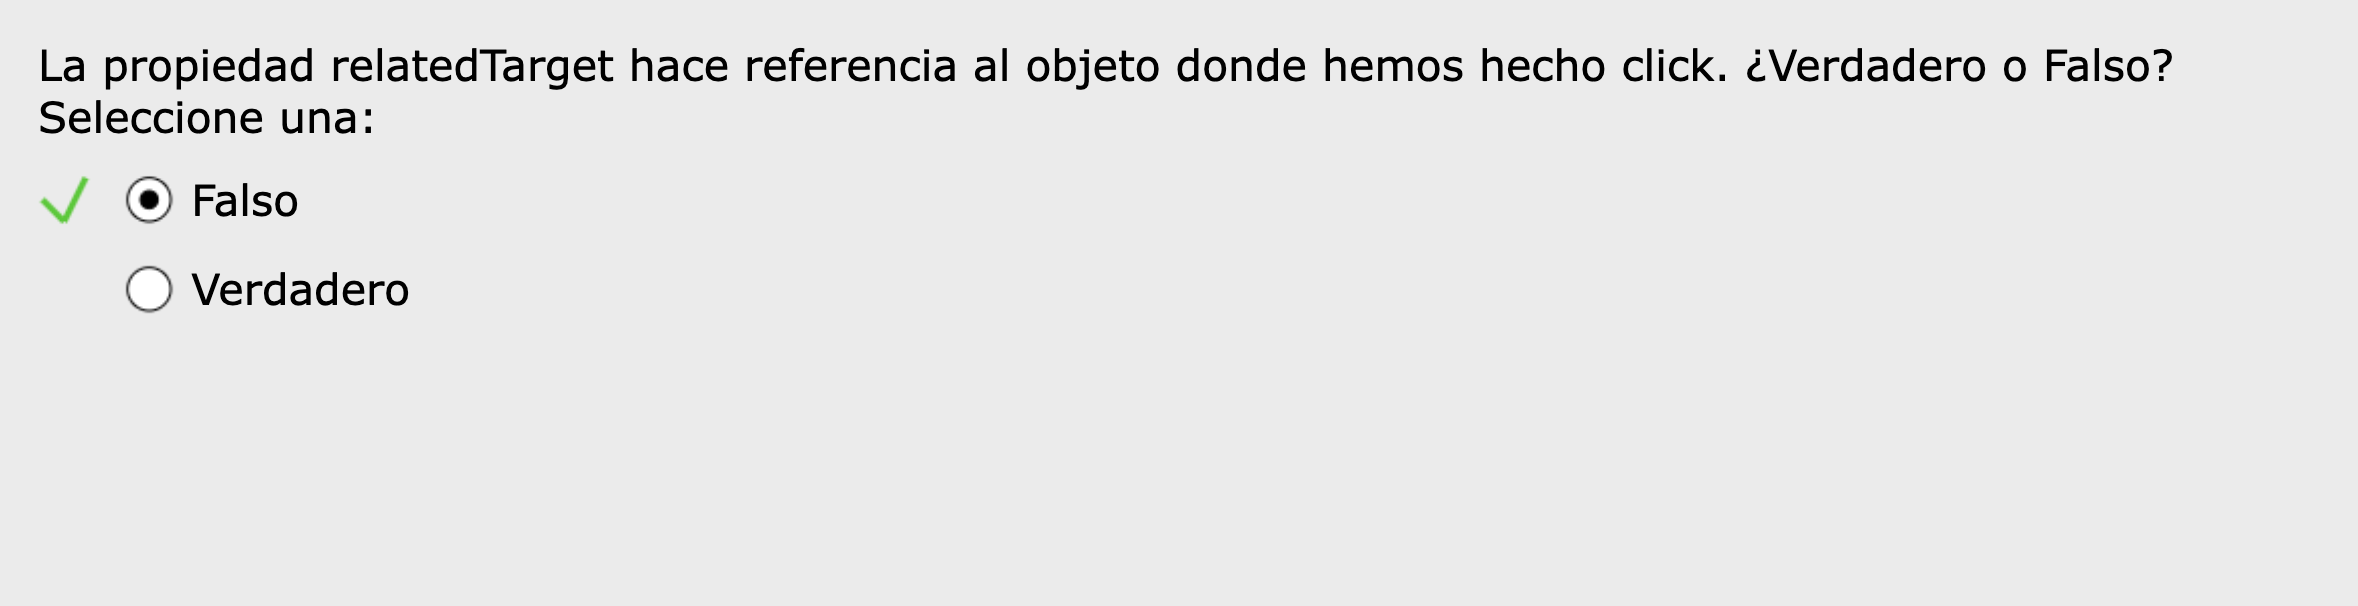 La propiedad relatedTarget hace referencia al objeto donde hemos hecho click. ¿Verdadero o Falso?
Seleccione una:
Falso
Verdadero